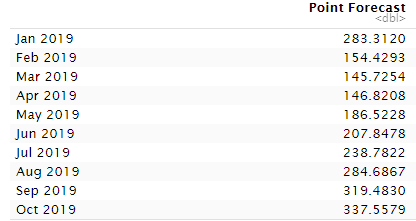 Point Forecast
<dbl>
Jan 2019 283.3120
Feb 2019 154.4293
Mar 2019 145.7254
Apr 2019 146.8208
May 2019 186.5228
Jun 2019 207.8478
Jul 2019 238.7822
Aug 2019 284.6867
Sep 2019 319.4830
Oct 2019 337.5579